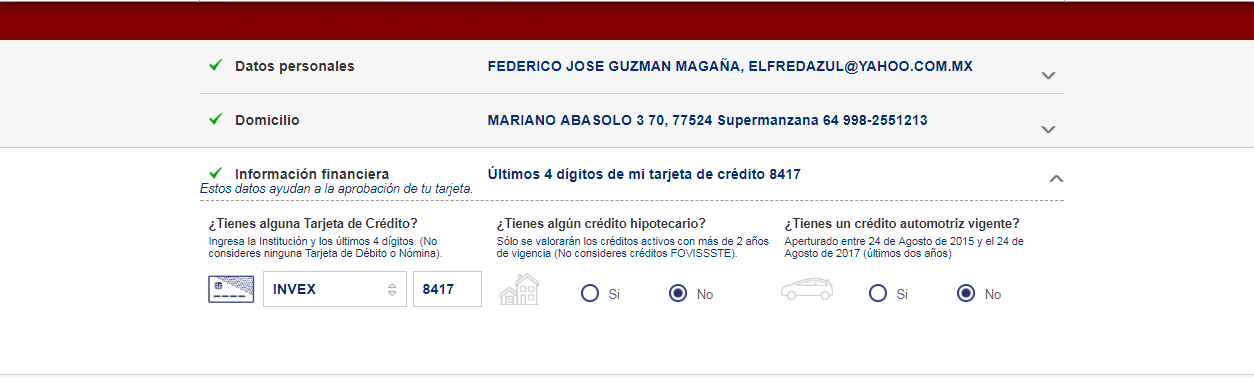 Datos personales FEDERICO JOSE GUZMAN MAGAÑA, ELFREDAZUL@YAHOO.COM.MX
Domicilio MARIANO ABASOLO 3 70, 77524 Supermanzana 64 998-2551213
Información financiera Últimos 4 dígitos de mi tarjeta de crédito 8417
Estos datos ayudan a la aprobación de tu tarjeta.
¿Tienes alguna Tarjeta de Crédito?
Ingresa la Institución y los últimos 4 dígitos. (No
consideres ninguna Tarjeta de Débito o Nómina).
INVEX 8417
¿Tienes algún crédito hipotecario?
Sólo se valorarán los créditos activos con más de 2 años
de vigencia (No consideres créditos FOVISSSTE).
Si No
¿Tienes un crédito automotriz vigente?
Aperturado entre 24 de Agosto de 2015 y el 24 de
Agosto de 2017 (últimos dos años)
Si No